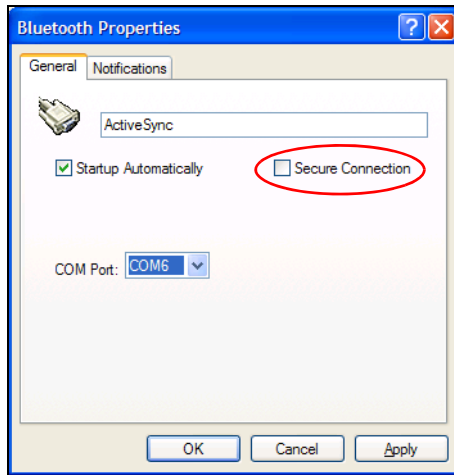 Bluetooth Properties
General Notifications
ActiveSync
Startup Automatically Secure Connection
COM Port: COM6
OK Cancel Apply